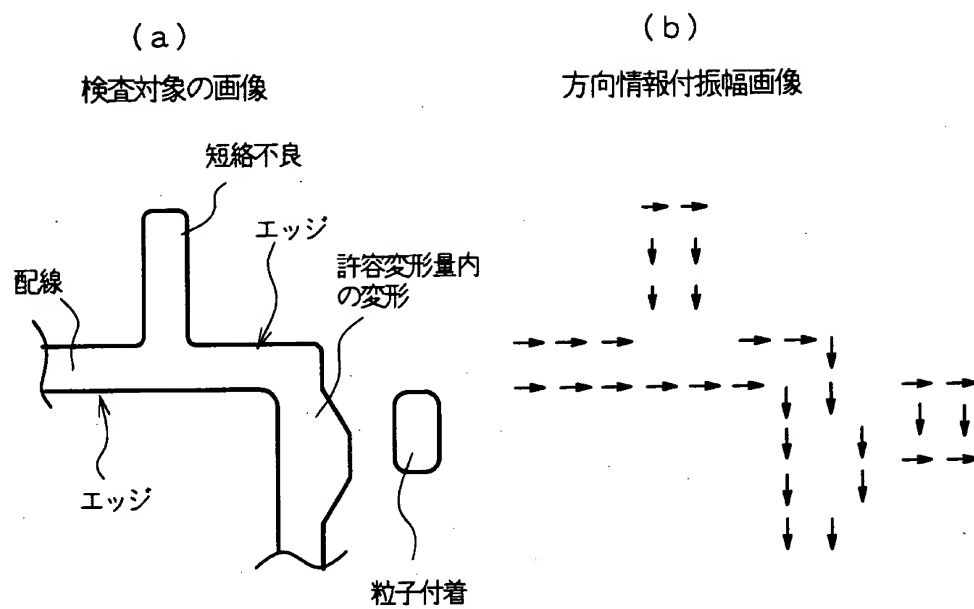 (a)
検査対象の画像
短絡不良
エッジ
許容変形量内
の変形
配線
エッジ
粒子付着
(b)
方向情報付振幅画像